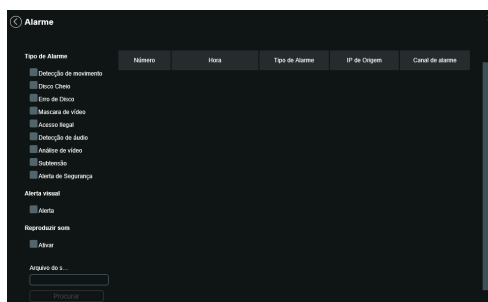 Alarme
Tipo de Alarme
Número Hora Tipo de Alarme IP de Origem Canal de alarme
Detecção de movimento
Disco Cheio
Erro de Disco
Mascara de vídeo
Acesso Ilegal
Detecção de áudio
Análise de vídeo
Subtensão
Alerta de Segurança
Alerta visual
Alerta
Reproduzir som
Ativar
Arquivo do s...
Procurar